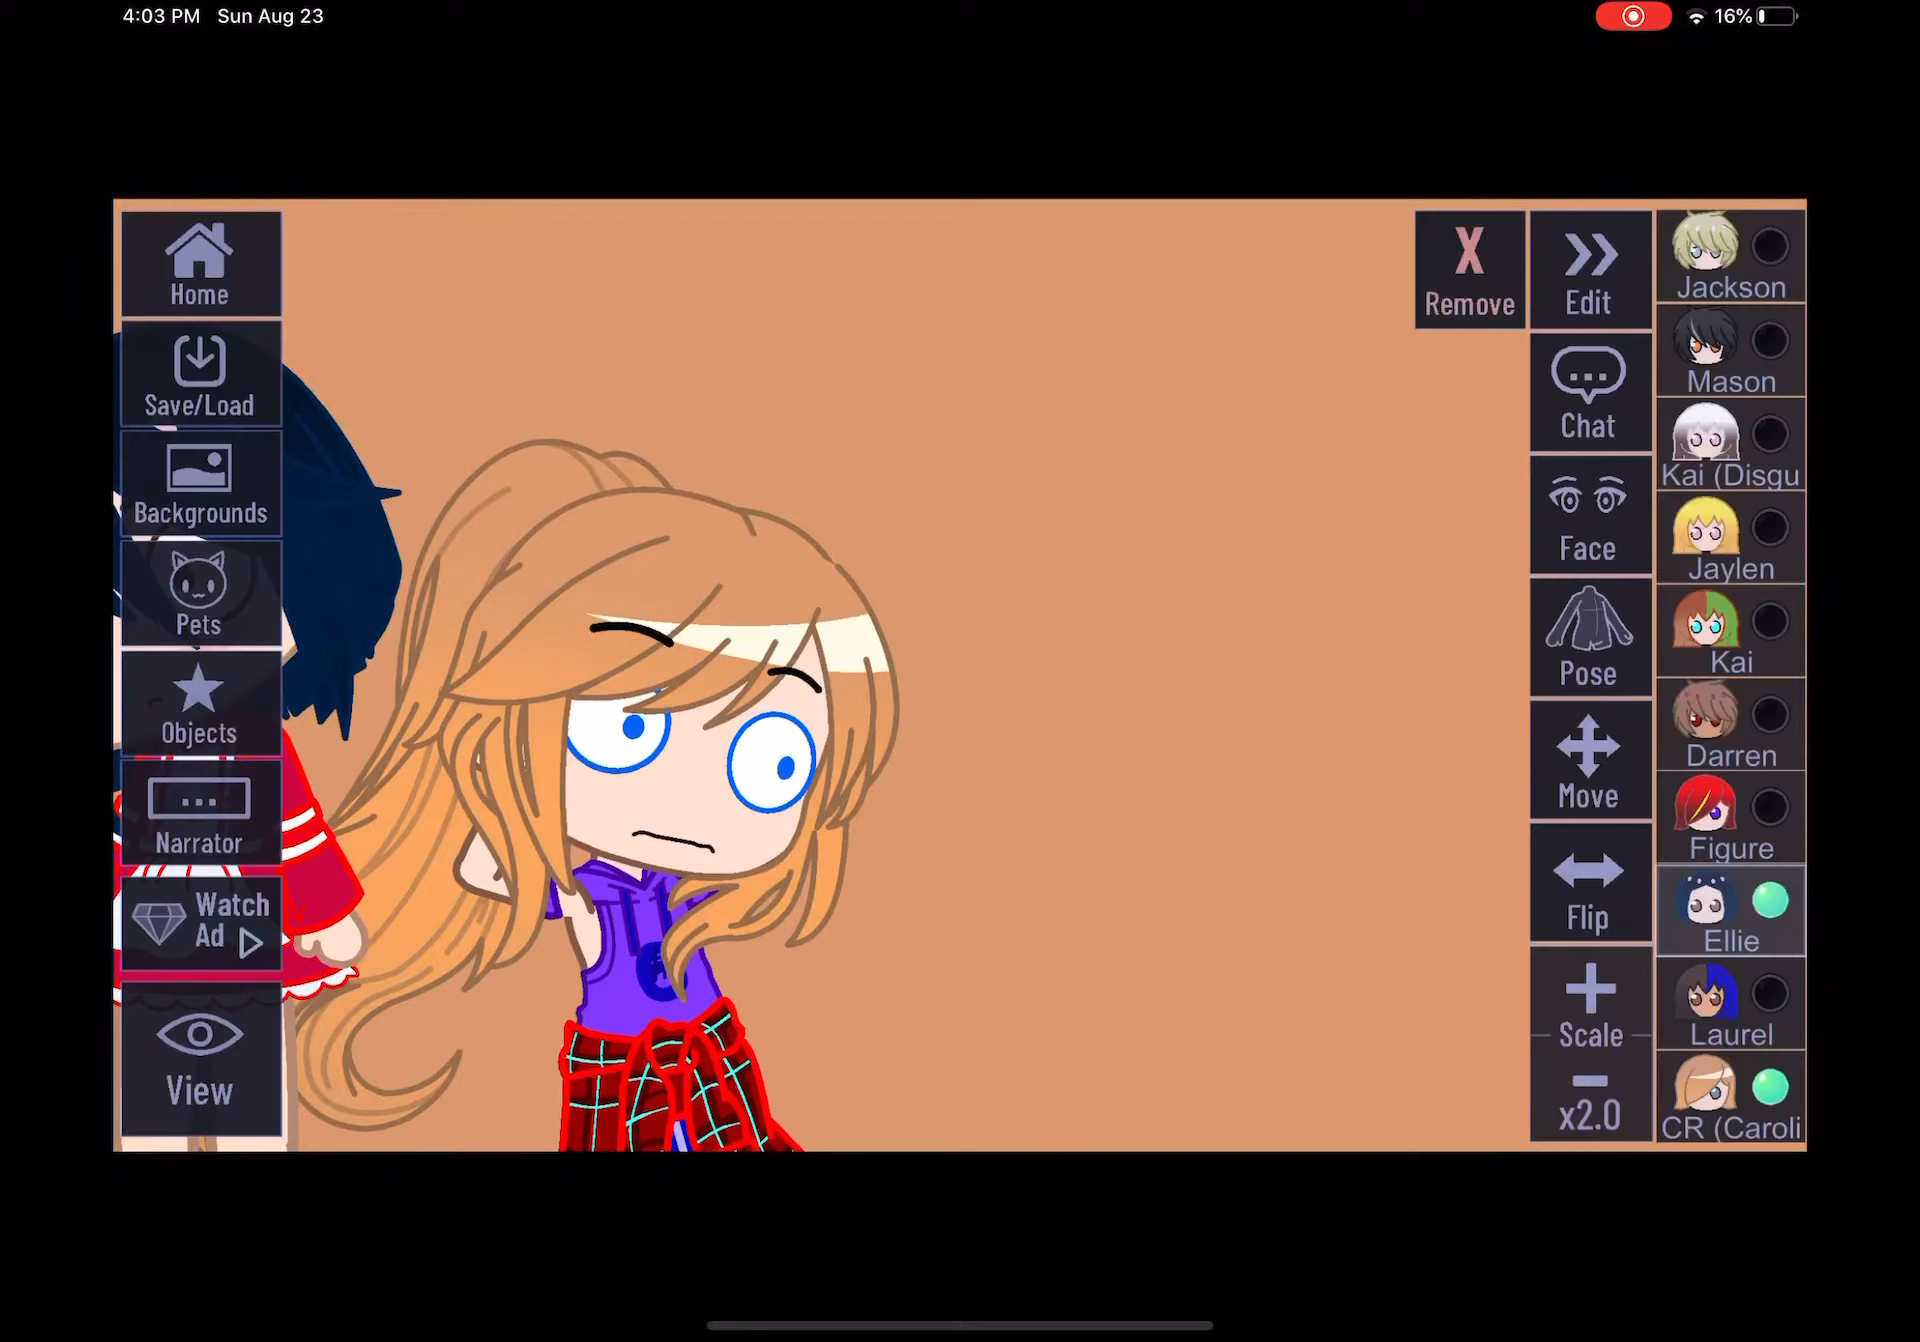 4:03 PM Sun Aug 23
16%
Home
Save/Load
Backgrounds
Pets
Objects
Narrator
Watch
Ad
View
Remove
Edit
Chat
Face
Pose
Move
Flip
Scale
x2.0
Jackson
Mason
Kai (Disgu
Jaylen
Kai
Darren
Figure
Ellie
Laurel
CR (Caroli